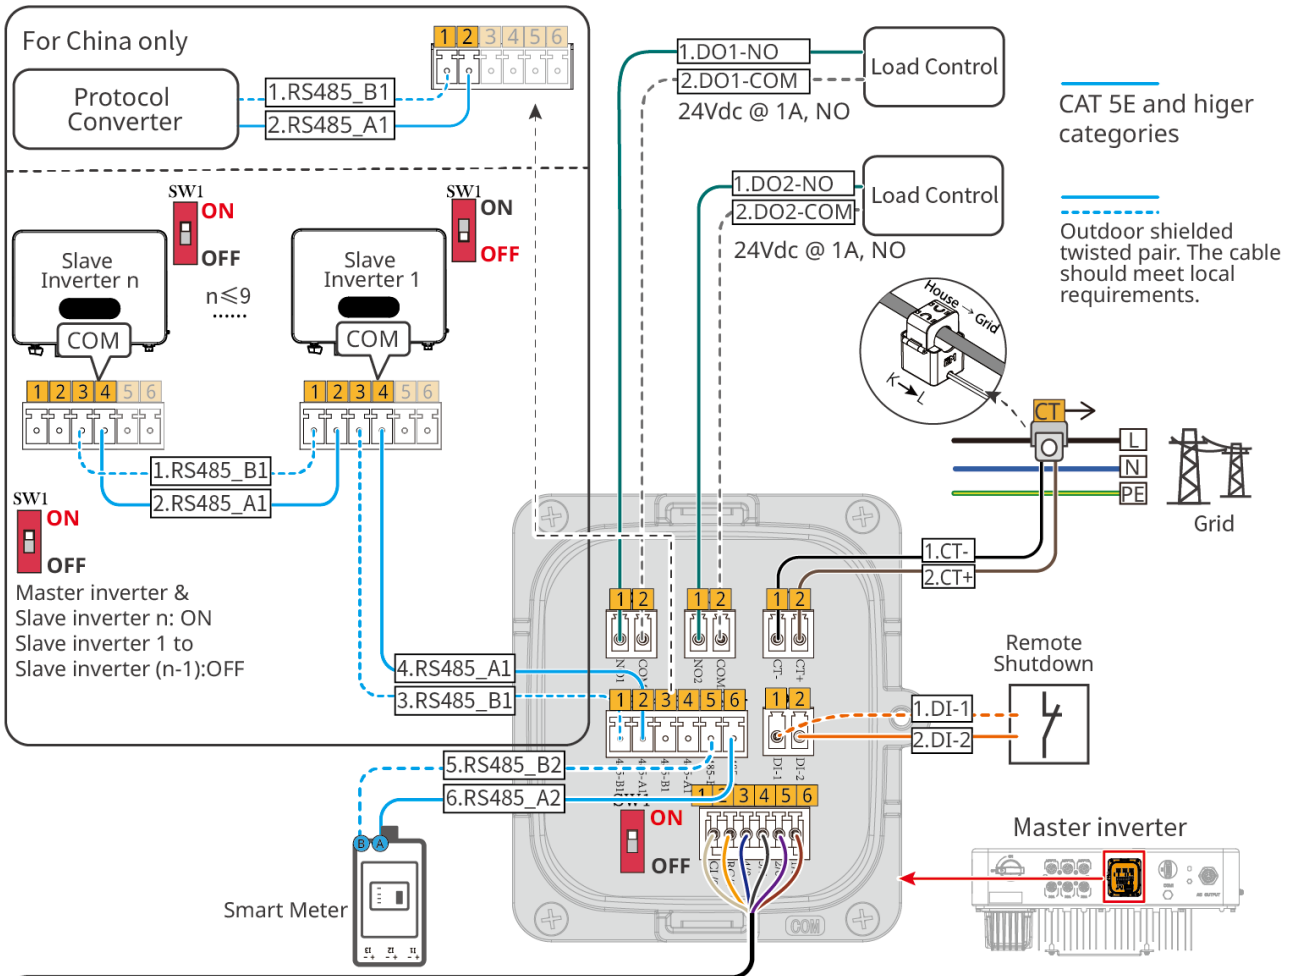 For China only
1 2 3 4 5 6
Protocol
Converter
1.RS485_B1
2.RS485_A1
SW1
ON
OFF
SW1
ON
OFF
Slave
Inverter n
n≤9
......
Slave
Inverter 1
COM
COM
1 2 3 4 5 6
1 2 3 4 5 6
1.RS485_B1
2.RS485_A1
SW1
ON
OFF
Master inverter &
Slave inverter n: ON
Slave inverter 1 to
Slave inverter (n-1):OFF
4.RS485_A1
3.RS485_B1
1.DO1-NO
2.DO1-COM
24Vdc @ 1A, NO
Load Control
1.DO2-NO
2.DO2-COM
24Vdc @ 1A, NO
Load Control
CAT 5E and higer
categories
Outdoor shielded
twisted pair. The cable
should meet local
requirements.
House → Grid
K→L
CT
L
N
PE
Grid
1.CT-
2.CT+
1 2
1 2
1 2
NO1
NO2
COM
CT-
CT+
1 2 3 4 5 6
1 2
DI-1
DI-2
Remote
Shutdown
1.DI-1
2.DI-2
5.RS485_B2
6.RS485_A2
SW1
ON
OFF
1 2 3 4 5 6
COM
B A
Smart Meter
Master inverter